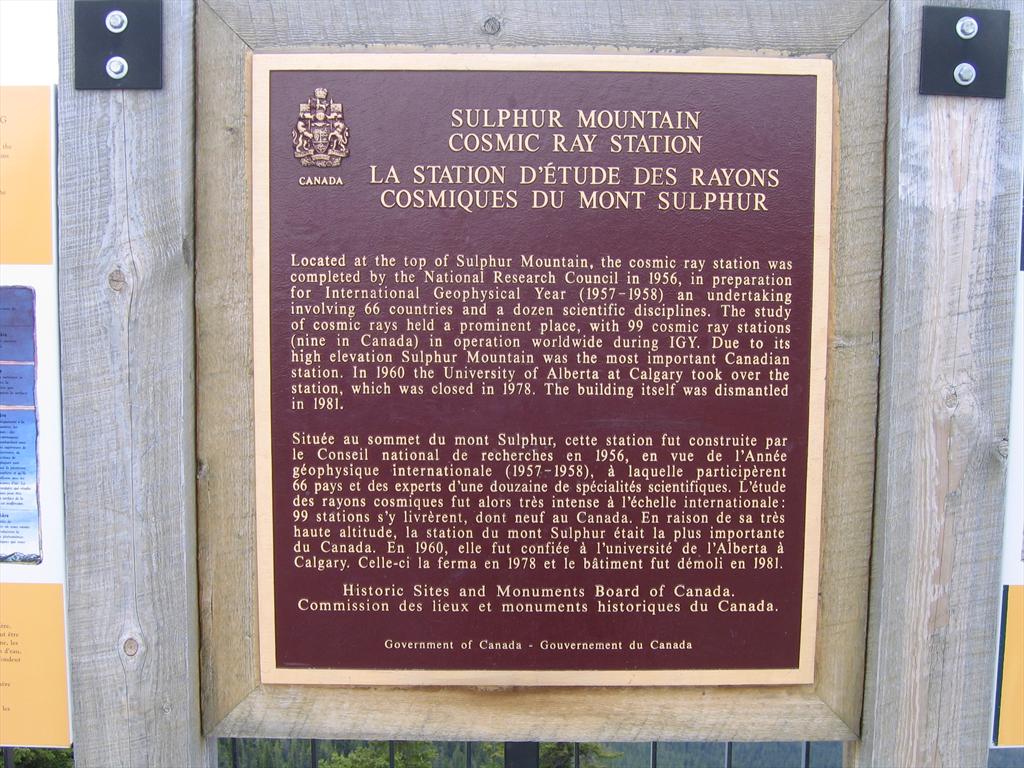 CANADA
SULPHUR MOUNTAIN
COSMIC RAY STATION
LA STATION D'ÉTUDE DES RAYONS
COSMIQUES DU MONT SULPHUR
Located at the top of Sulphur Mountain, the cosmic ray station was
completed by the National Research Council in 1956, in preparation
for International Geophysical Year (1957-1958) an undertaking
involving 66 countries and a dozen scientific disciplines. The study
of cosmic rays held a prominent place, with 99 cosmic ray stations
(nine in Canada) in operation worldwide during IGY. Due to its
high elevation Sulphur Mountain was the most important Canadian
station. In 1960 the University of Alberta at Calgary took over the
station, which was closed in 1978. The building itself was dismantled
in 1981.
Située au sommet du mont Sulphur, cette station fut construite par
le Conseil national de recherches en 1956, en vue de l'Année
géophysique internationale (1957-1958), à laquelle participèrent
66 pays et des experts d'une douzaine de spécialités scientifiques. L'étude
des rayons cosmiques fut alors très intense à l'échelle internationale:
99 stations s'y livrèrent, dont neuf au Canada. En raison de sa très
haute altitude, la station du mont Sulphur était la plus importante
du Canada. En 1960, elle fut confiée à l'université de l'Alberta à
Calgary. Celle-ci la ferma en 1978 et le bâtiment fut démoli en 1981.
Historic Sites and Monuments Board of Canada.
Commission des lieux et monuments historiques du Canada.
Government of Canada - Gouvernement du Canada